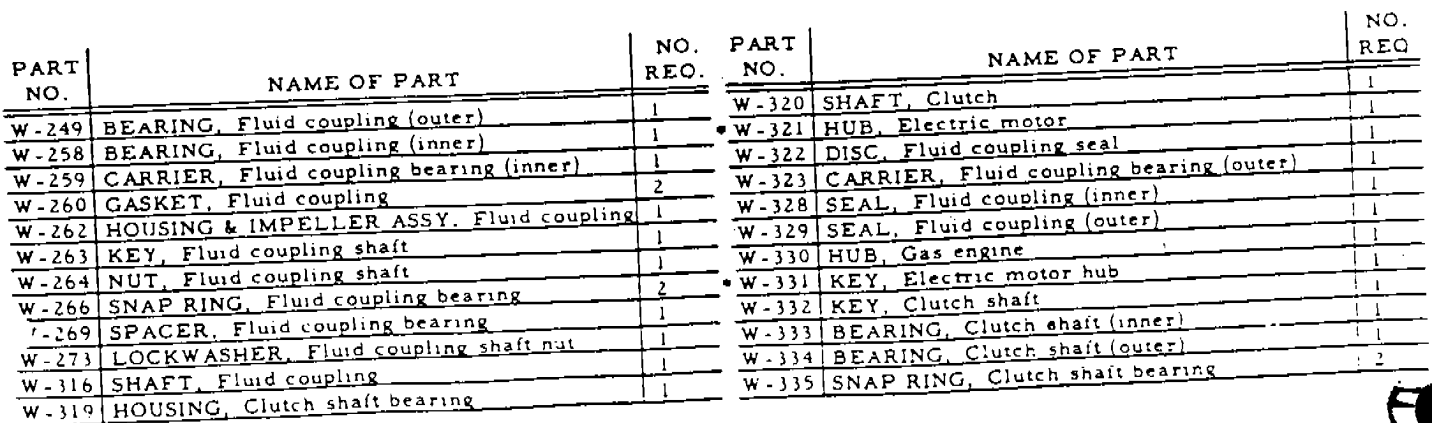 PART NO. NAME OF PART NO. REQ.
W-249 BEARING, Fluid coupling (outer) 1
W-258 BEARING, Fluid coupling (inner) 1
W-259 CARRIER, Fluid coupling bearing (inner) 1
W-260 GASKET, Fluid coupling 2
W-262 HOUSING & IMPELLER ASSY. Fluid coupling 1
W-263 KEY, Fluid coupling shaft 1
W-264 NUT, Fluid coupling shaft 1
W-266 SNAP RING, Fluid coupling bearing 2
-269 SPACER, Fluid coupling bearing 1
W-273 LOCKWASHER, Fluid coupling shaft nut 1
W-316 SHAFT, Fluid coupling 1
W-319 HOUSING, Clutch shaft bearing 1
PART NO. NAME OF PART NO. REQ
W-320 SHAFT, Clutch 1
• W-321 HUB, Electric motor 1
W-322 DISC, Fluid coupling seal 1
W-323 CARRIER, Fluid coupling bearing (outer) 1
W-328 SEAL, Fluid coupling (inner) 1
W-329 SEAL, Fluid coupling (outer) 1
W-330 HUB, Gas engine 1
• W-331 KEY, Electric motor hub 1
W-332 KEY, Clutch shaft 1
W-333 BEARING, Clutch shaft (inner) 1
W-334 BEARING, Clutch shaft (outer) 1
W-335 SNAP RING, Clutch shaft bearing 2